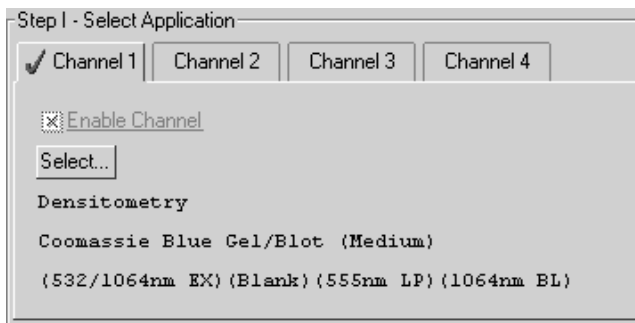 Step I - Select Application
Channel 1 Channel 2 Channel 3 Channel 4
Enable Channel
Select...
Densitometry
Coomassie Blue Gel/Blot (Medium)
(532/1064nm EX)(Blank)(555nm LP)(1064nm BL)